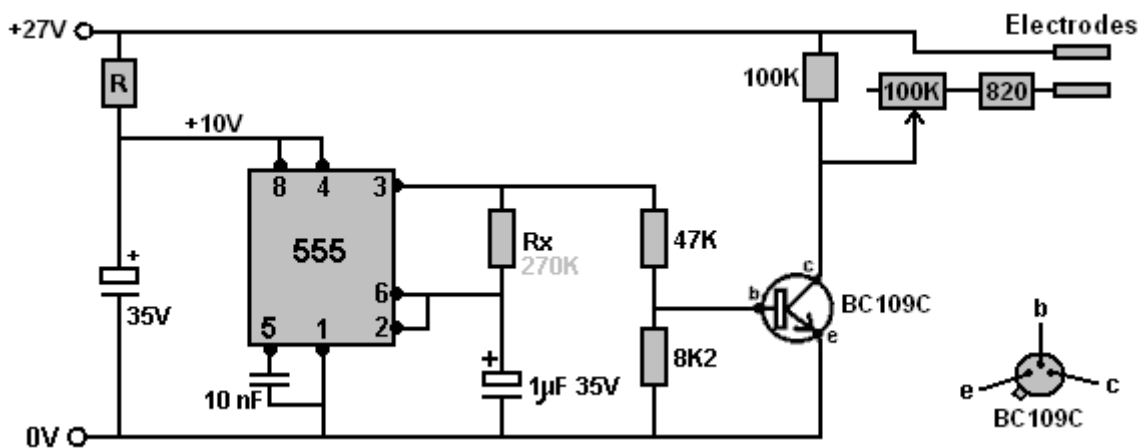 +27V
Electrodes
R
100K
100K
820
+10V
8
4
3
555
Rx
270K
47K
+
35V
6
2
5
1
c
b
BC109C
e
+
1µF 35V
8K2
10 nF
b
e
c
BC109C
0V